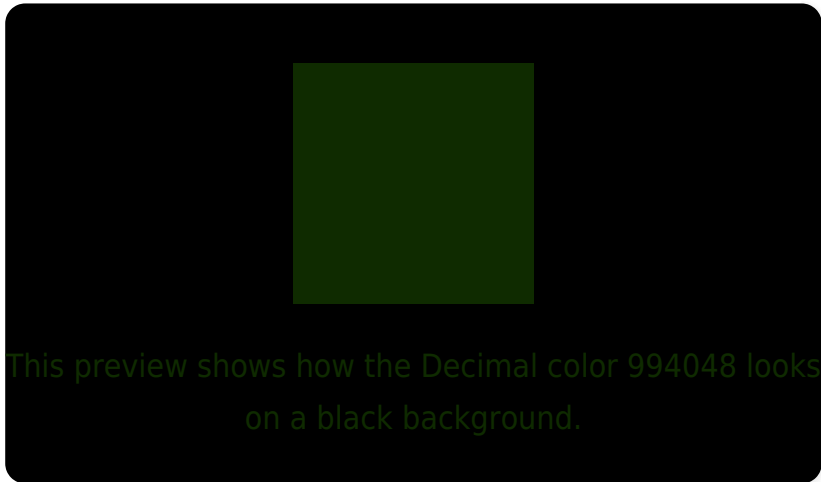 This preview shows how the Decimal color 994048 looks
on a black background.